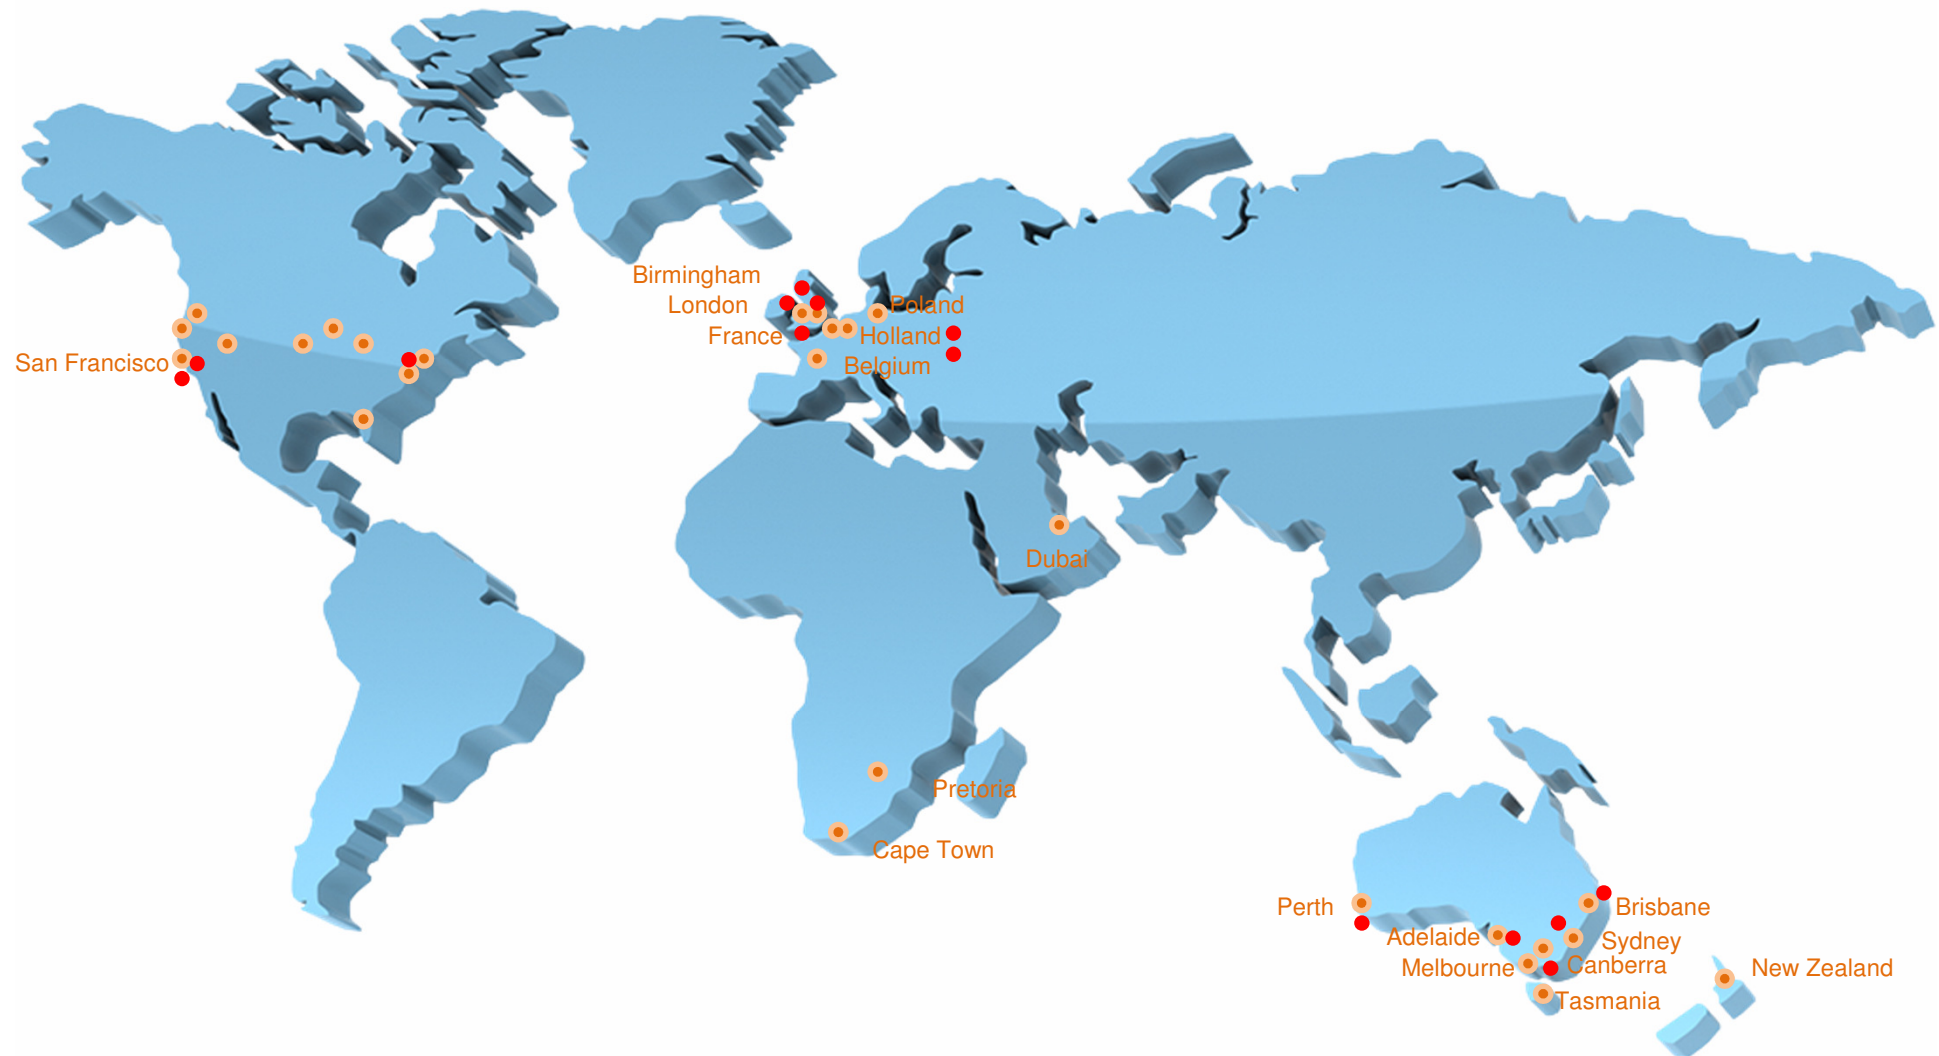 Birmingham
London
Poland
France
Holland
San Francisco
Belgium
Dubai
Pretoria
Cape Town
Perth
Brisbane
Adelaide
Sydney
Melbourne
Canberra
New Zealand
Tasmania